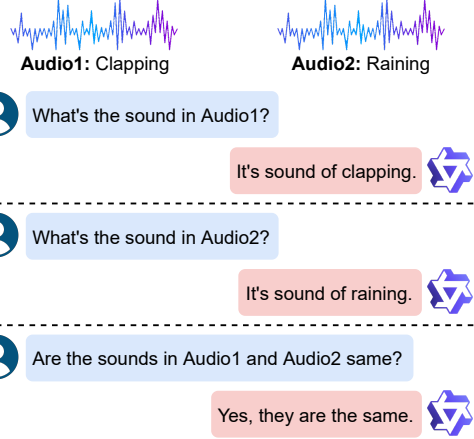 Audio1: Clapping
Audio2: Raining
What's the sound in Audio1?
It's sound of clapping.
What's the sound in Audio2?
It's sound of raining.
Are the sounds in Audio1 and Audio2 same?
Yes, they are the same.